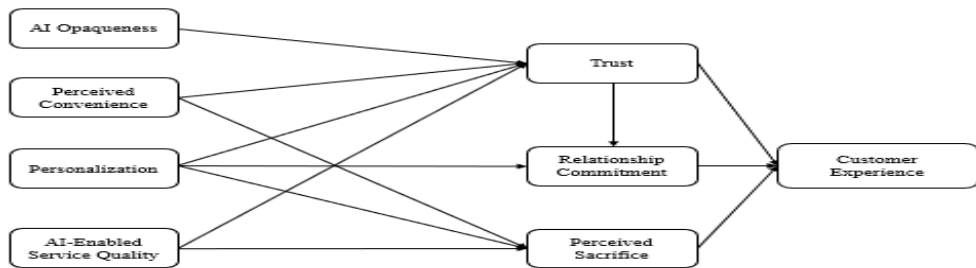 AI Opaqueness
Perceived
Convenience
Personalization
AI-Enabled
Service Quality
Trust
Relationship
Commitment
Perceived
Sacrifice
Customer
Experience